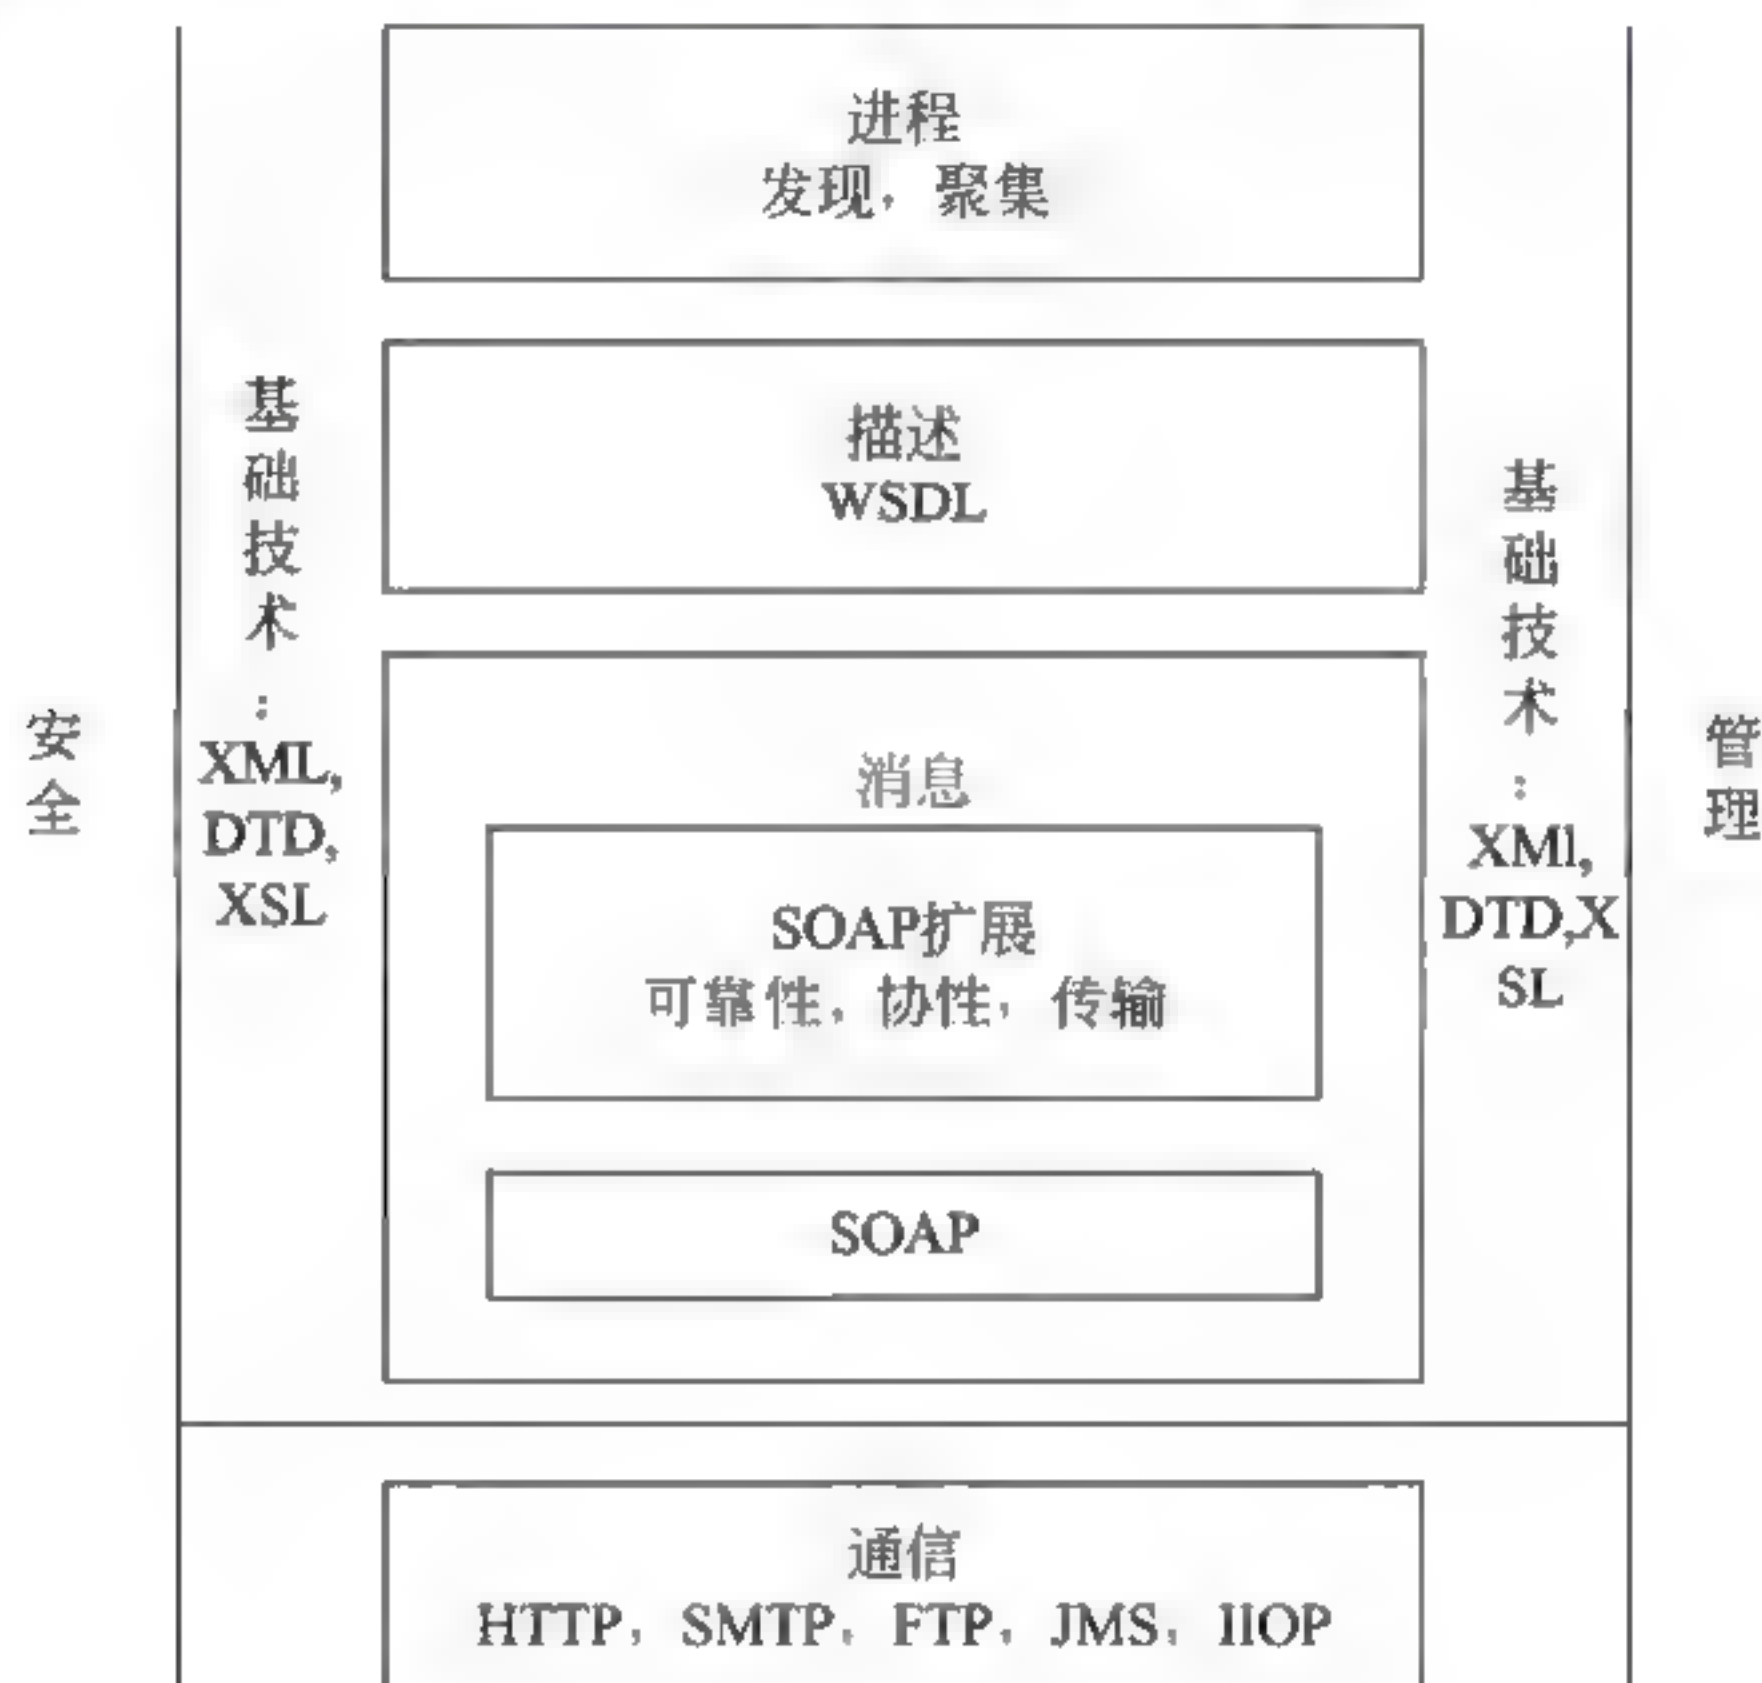 进程
发现，聚集
描述
WSDL
基础技术：
XML,
DTD,
XSL
基础技术：
XMl,
DTD,X
SL
安全
管理
消息
SOAP扩展
可靠性，协性，传输
SOAP
通信
HTTP，SMTP，FTP，JMS，IIOP